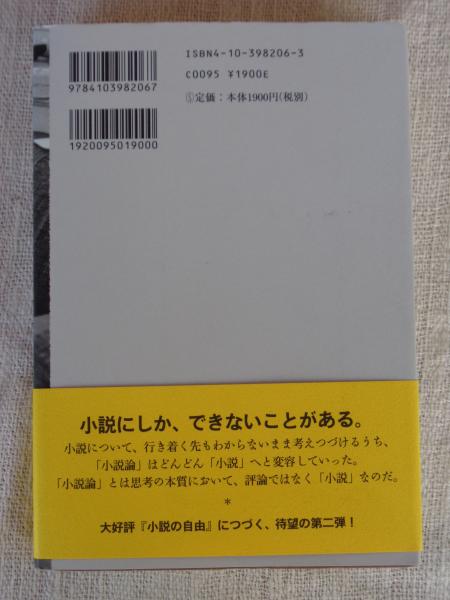 ISBN4-10-398206-3
C0095 ¥1900E
9784103982067
Ⓢ定価:本体1900円(税別)
1920095019000
小説にしか、できないことがある。
小説について、行き着く先もわからないまま考えつづけるうち、
「小説論」はどんどん「小説」へと変容していった。
「小説論」とは思考の本質において、評論ではなく「小説」なのだ。
*
大好評『小説の自由』につづく、待望の第二弾!